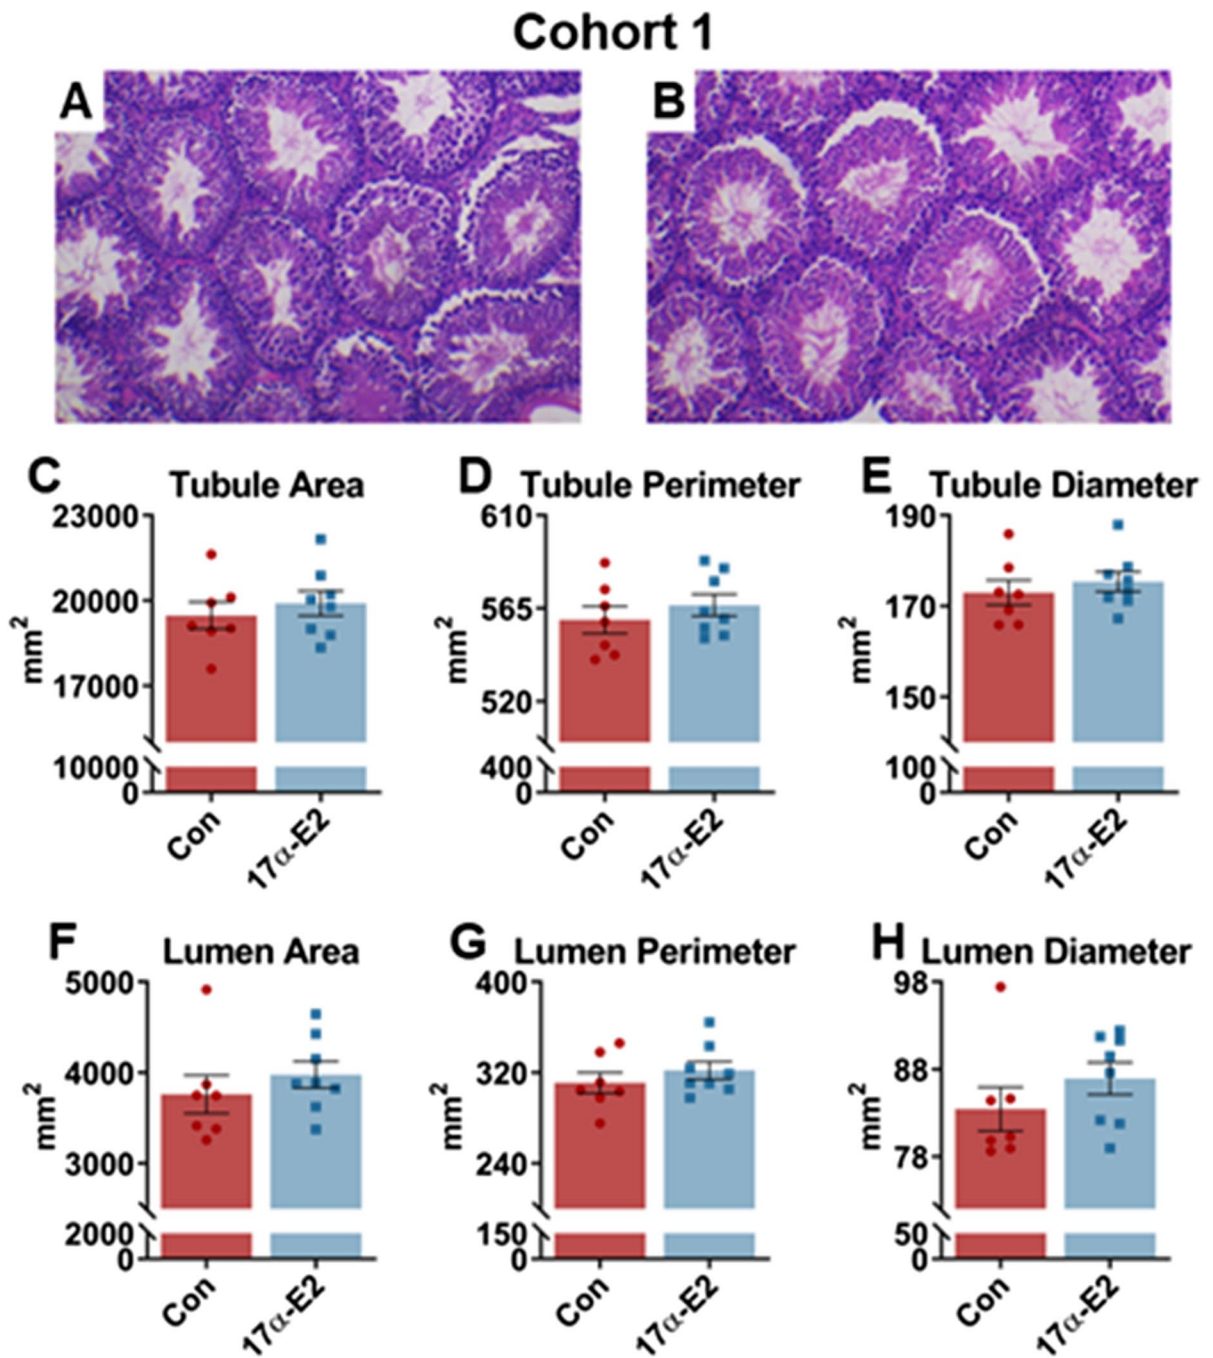 Cohort 1
A B
C Tubule Area
23000
20000
17000
10000
0
mm²
Con 17α-E2
D Tubule Perimeter
610
565
520
400
0
mm²
Con 17α-E2
E Tubule Diameter
190
170
150
100
0
mm²
Con 17α-E2
F Lumen Area
5000
4000
3000
2000
0
mm²
Con 17α-E2
G Lumen Perimeter
400
320
240
150
0
mm²
Con 17α-E2
H Lumen Diameter
98
88
78
50
0
mm²
Con 17α-E2